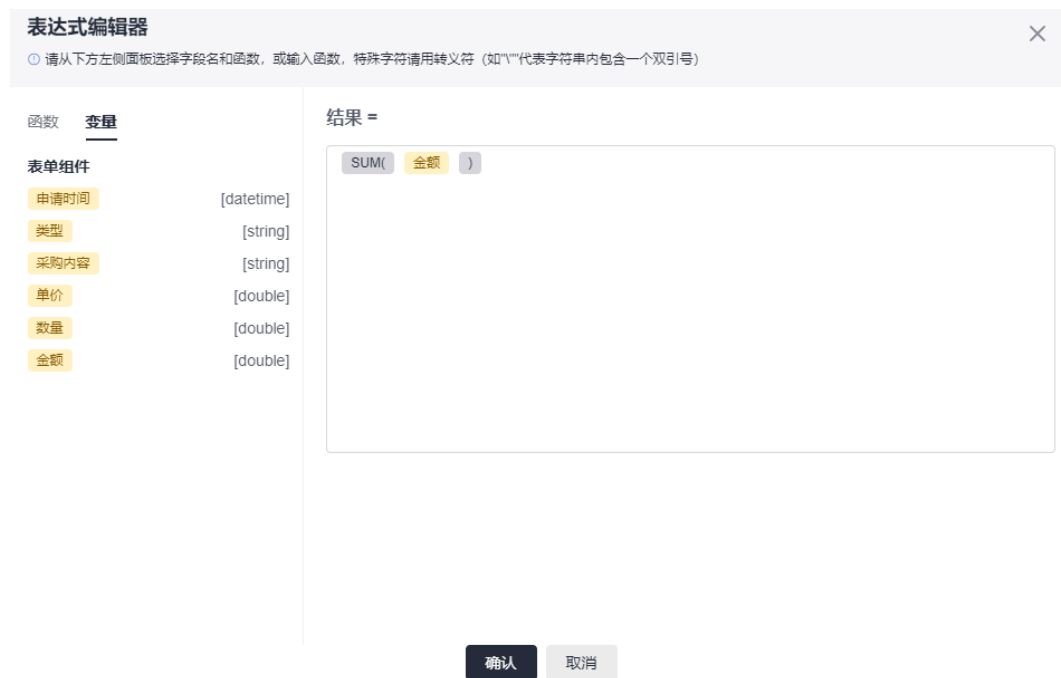 表达式编辑器
请从下方左侧面板选择字段名和函数，或输入函数，特殊字符请用转义符（如"\""代表字符串内包含一个双引号）
函数 变量
结果 =
表单组件
SUM( 金额 )
申请时间 [datetime]
类型 [string]
采购内容 [string]
单价 [double]
数量 [double]
金额 [double]
确认 取消